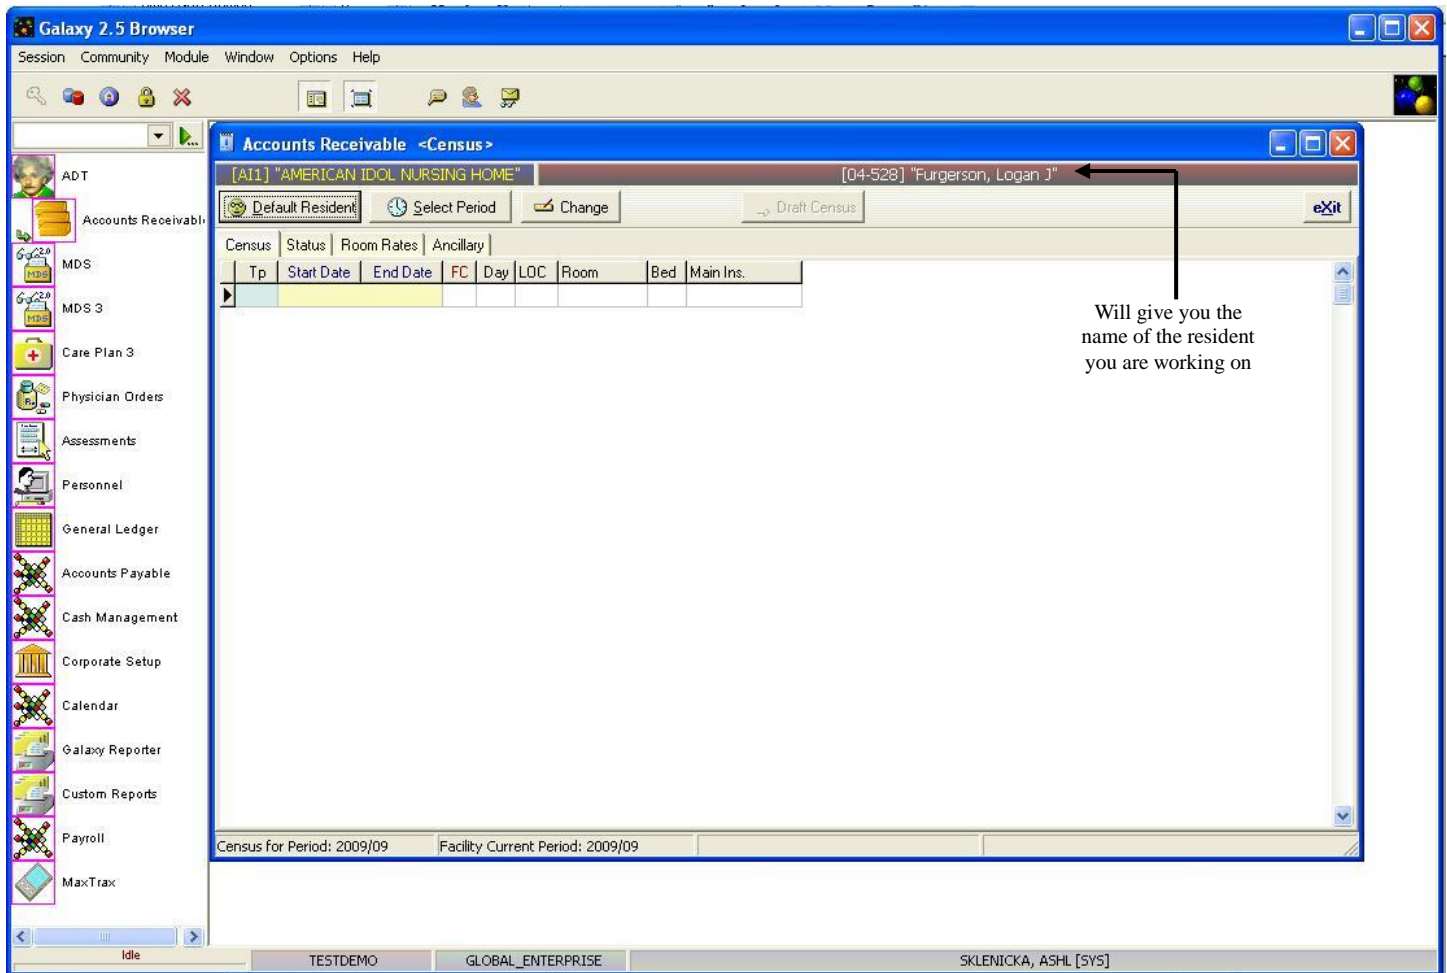 Galaxy 2.5 Browser
Session Community Module Window Options Help
Accounts Receivable <Census>
[AI1] "AMERICAN IDOL NURSING HOME" [04-528] "Furgerson, Logan J"
Default Resident Select Period Change Draft Census eXit
Census Status Room Rates Ancillary
Tp Start Date End Date FC Day LOC Room Bed Main Ins.
Will give you the
name of the resident
you are working on
ADT
Accounts Receivabl
MDS
MDS 3
Care Plan 3
Physician Orders
Assessments
Personnel
General Ledger
Accounts Payable
Cash Management
Corporate Setup
Calendar
Galaxy Reporter
Custom Reports
Payroll
MaxTrax
Census for Period: 2009/09 Facility Current Period: 2009/09
Idle TESTDEMO GLOBAL_ENTERPRISE SKLENICKA, ASHL [SYS]